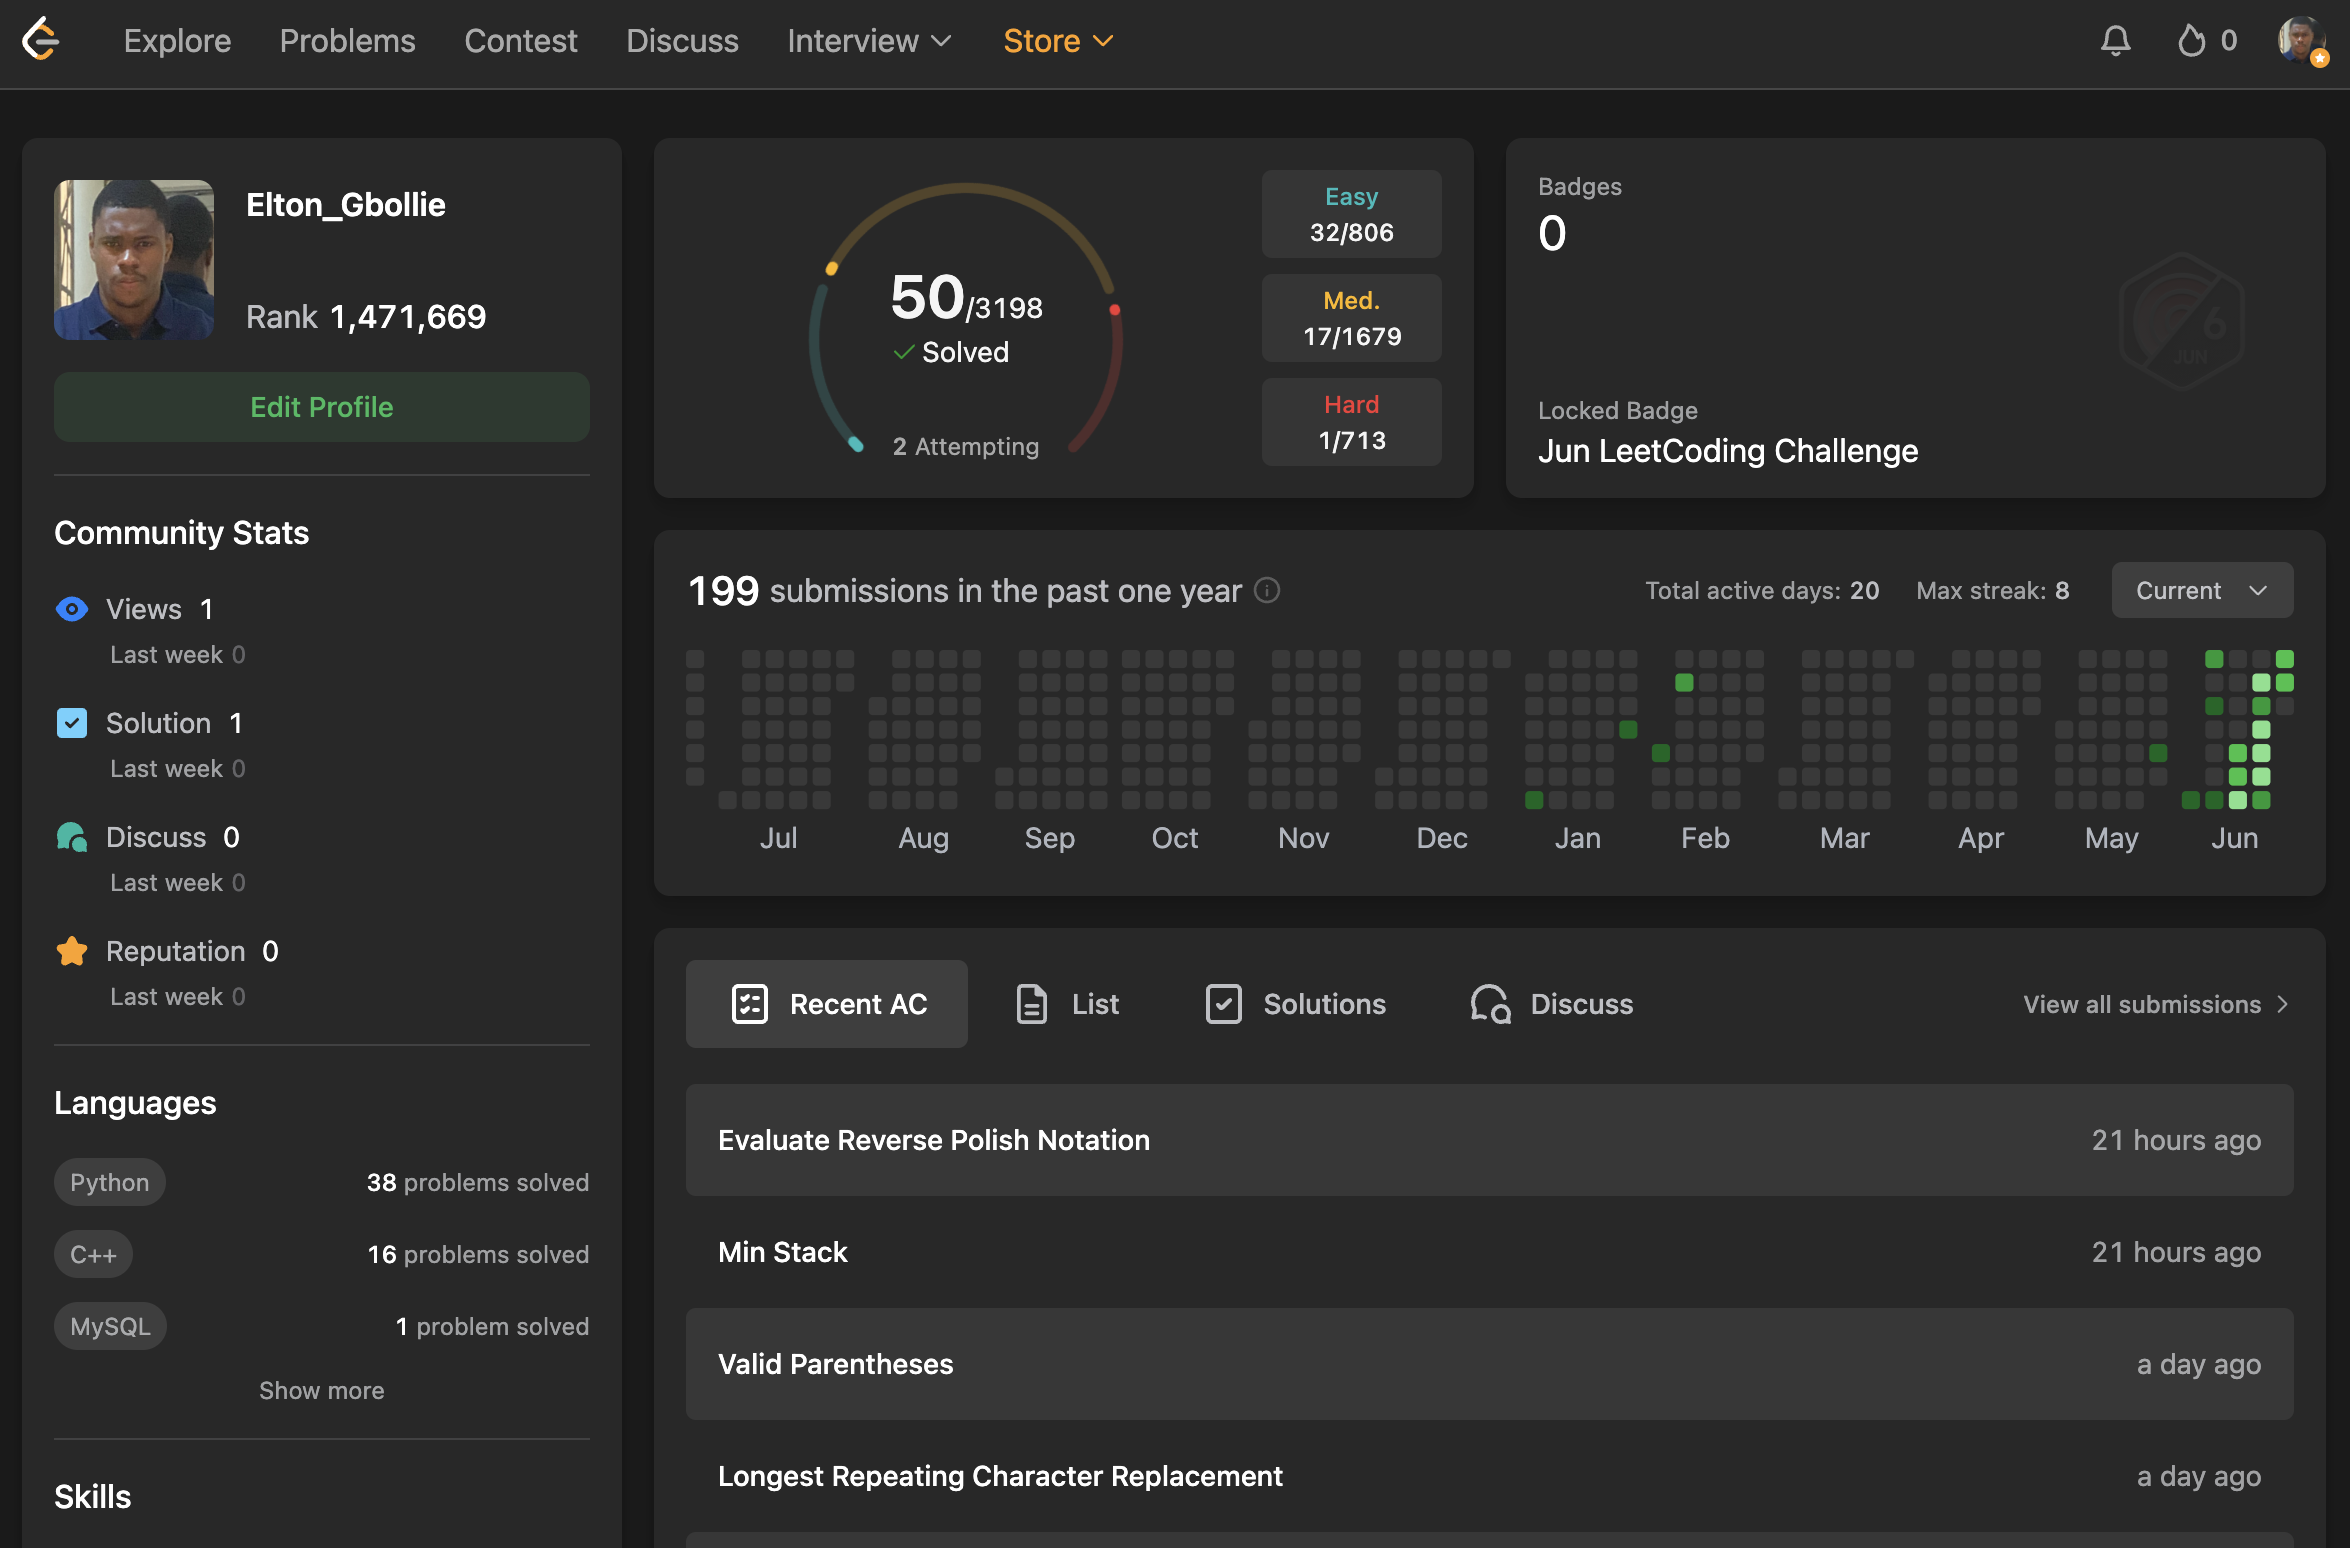 Explore Problems Contest Discuss Interview Store 0
Elton_Gbollie
Rank 1,471,669
Edit Profile
Community Stats
Views 1
Last week 0
Solution 1
Last week 0
Discuss 0
Last week 0
Reputation 0
Last week 0
Languages
Python 38 problems solved
C++ 16 problems solved
MySQL 1 problem solved
Show more
Skills
50/3198
Solved
2 Attempting
Easy
32/806
Med.
17/1679
Hard
1/713
Badges
0
6
JUN
Locked Badge
Jun LeetCoding Challenge
199 submissions in the past one year Total active days: 20 Max streak: 8 Current
Jul Aug Sep Oct Nov Dec Jan Feb Mar Apr May Jun
Recent AC List Solutions Discuss View all submissions
Evaluate Reverse Polish Notation 21 hours ago
Min Stack 21 hours ago
Valid Parentheses a day ago
Longest Repeating Character Replacement a day ago